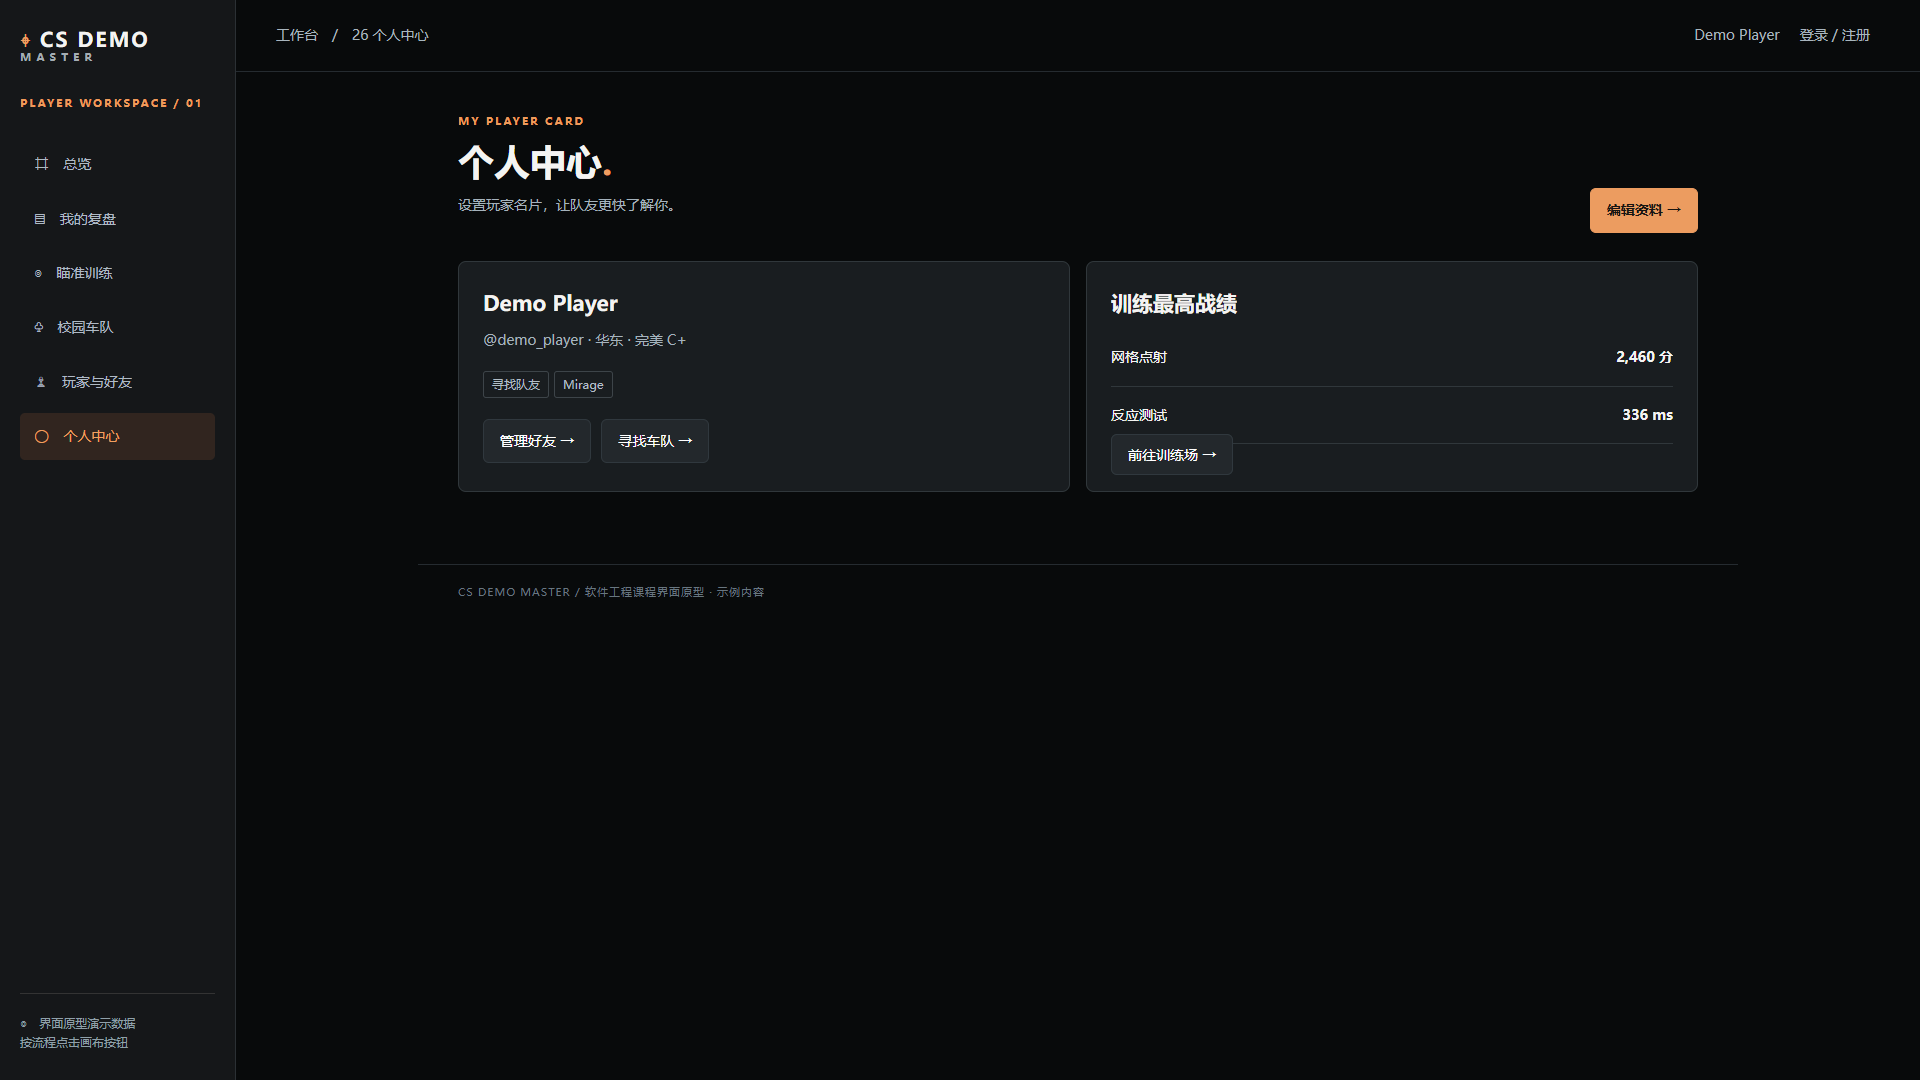 CS DEMO
MASTER
PLAYER WORKSPACE / 01
总览
我的复盘
瞄准训练
校园车队
玩家与好友
个人中心
界面原型演示数据
按流程点击画布按钮
工作台 / 26 个人中心
Demo Player 登录 / 注册
MY PLAYER CARD
个人中心.
设置玩家名片，让队友更快了解你。
编辑资料 →
Demo Player
@demo_player · 华东 · 完美 C+
寻找队友 Mirage
管理好友 → 寻找车队 →
训练最高战绩
网格点射 2,460 分
反应测试 336 ms
前往训练场 →
CS DEMO MASTER / 软件工程课程界面原型 · 示例内容